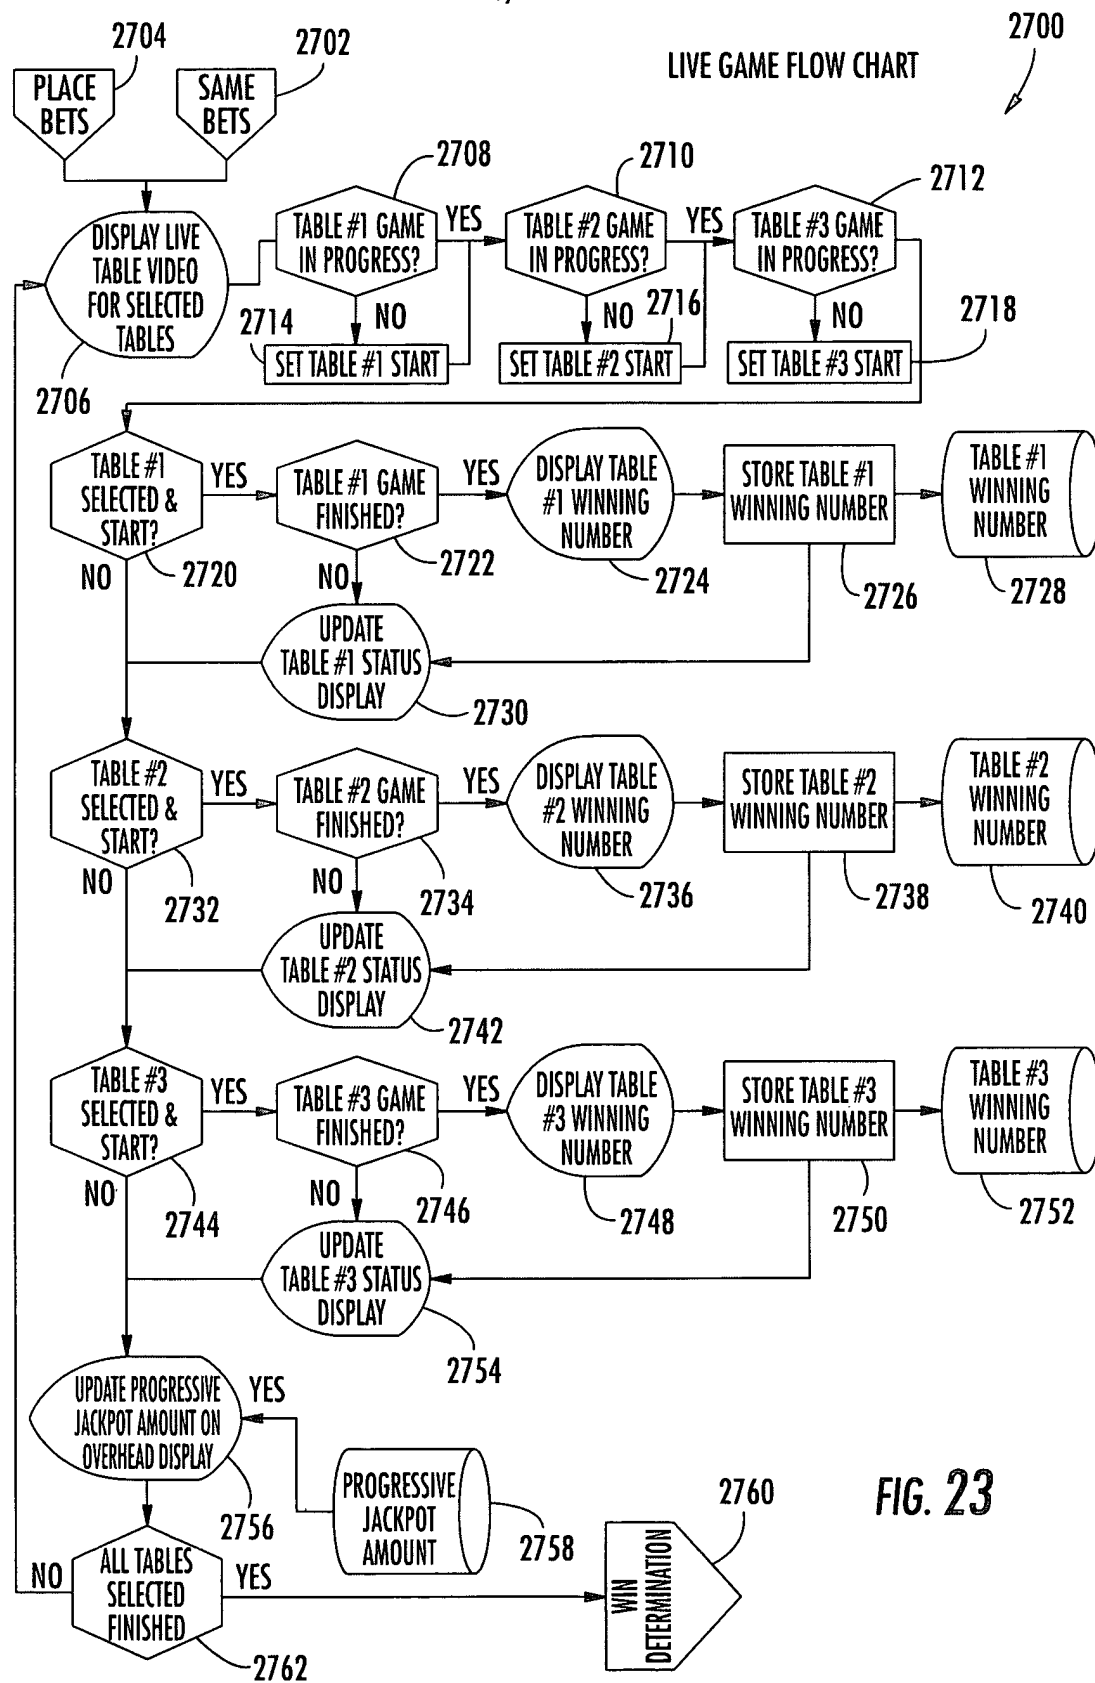 2704
2702
2700
LIVE GAME FLOW CHART
PLACE
BETS
SAME
BETS
2708
2710
2712
DISPLAY LIVE
TABLE VIDEO
FOR SELECTED
TABLES
2706
TABLE #1 GAME
IN PROGRESS?
YES
TABLE #2 GAME
IN PROGRESS?
YES
TABLE #3 GAME
IN PROGRESS?
2714
NO
2716
NO
NO
2718
SET TABLE #1 START
SET TABLE #2 START
SET TABLE #3 START
TABLE #1
SELECTED &
START?
YES
TABLE #1 GAME
FINISHED?
YES
DISPLAY TABLE
#1 WINNING
NUMBER
STORE TABLE #1
WINNING NUMBER
TABLE #1
WINNING
NUMBER
NO
2720
NO
2722
2724
2726
2728
UPDATE
TABLE #1 STATUS
DISPLAY
2730
TABLE #2
SELECTED &
START?
YES
TABLE #2 GAME
FINISHED?
YES
DISPLAY TABLE
#2 WINNING
NUMBER
STORE TABLE #2
WINNING NUMBER
TABLE #2
WINNING
NUMBER
NO
2732
NO
2734
2736
2738
2740
UPDATE
TABLE #2 STATUS
DISPLAY
2742
TABLE #3
SELECTED &
START?
YES
TABLE #3 GAME
FINISHED?
YES
DISPLAY TABLE
#3 WINNING
NUMBER
STORE TABLE #3
WINNING NUMBER
TABLE #3
WINNING
NUMBER
NO
2744
NO
2746
2748
2750
2752
UPDATE
TABLE #3 STATUS
DISPLAY
2754
UPDATE PROGRESSIVE
JACKPOT AMOUNT ON
OVERHEAD DISPLAY
YES
2756
PROGRESSIVE
JACKPOT
AMOUNT
2758
2760
FIG. 23
NO
ALL TABLES
SELECTED
FINISHED
YES
2762
WIN
DETERMINATION